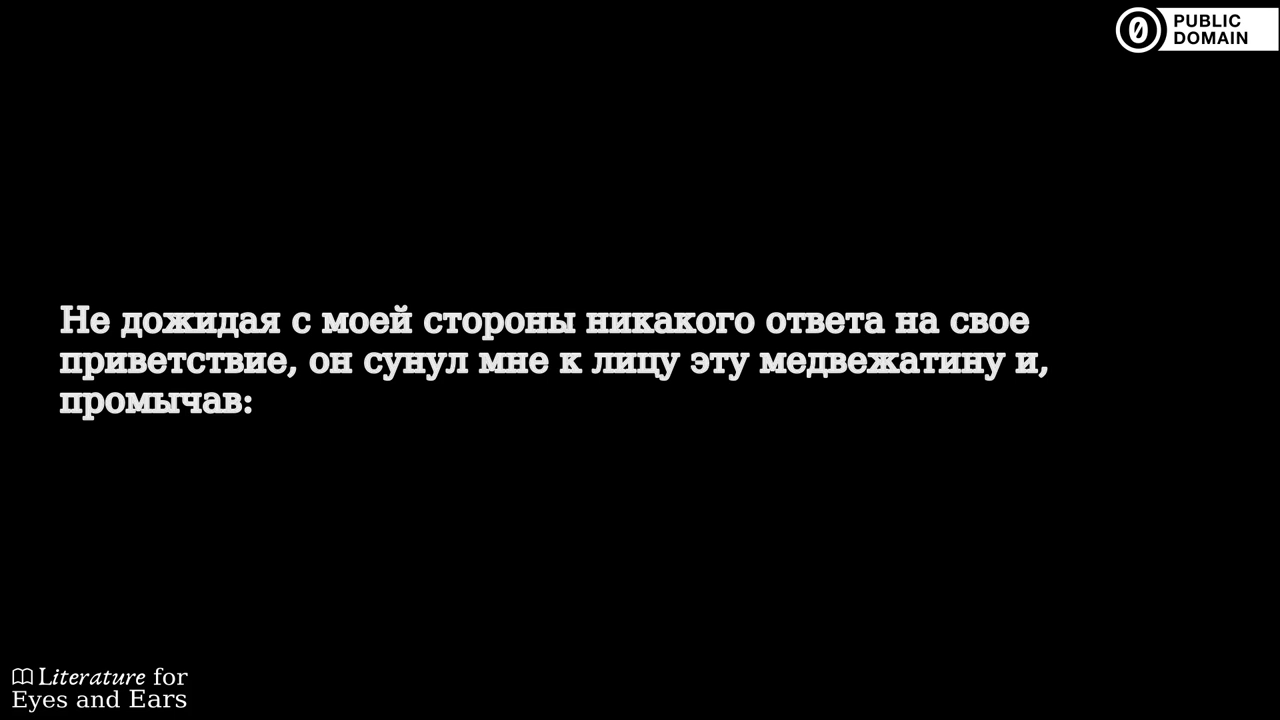 PUBLIC
DOMAIN
Не дожидая с моей стороны никакого ответа на свое
приветствие, он сунул мне к лицу эту медвежатину и,
промычав:
Literature for
Eyes and Ears